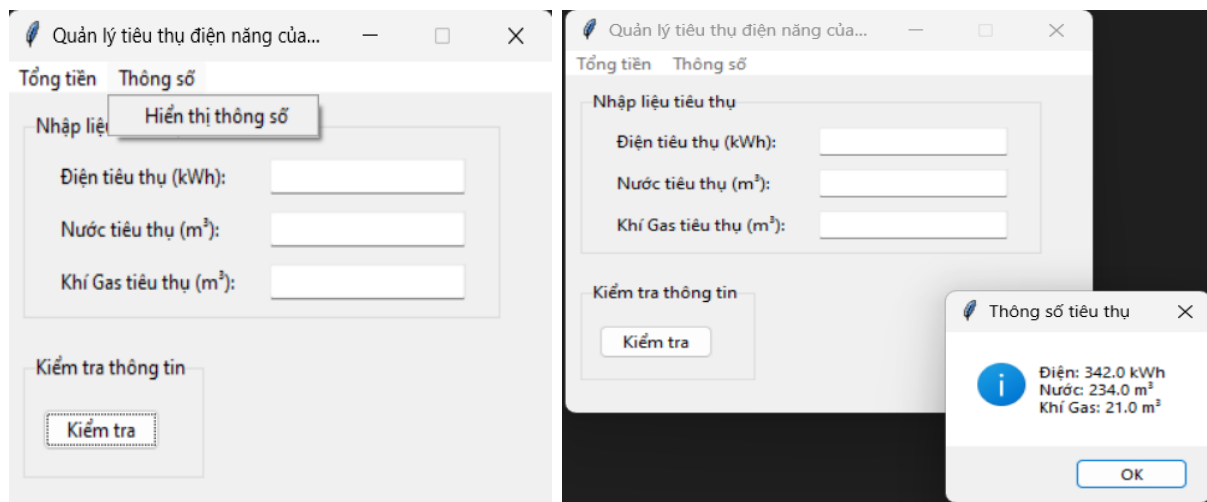 Quản lý tiêu thụ điện năng của...
Tổng tiền Thông số
Hiển thị thông số
Nhập liệ
Điện tiêu thụ (kWh):
Nước tiêu thụ (m³):
Khí Gas tiêu thụ (m³):
Kiểm tra thông tin
Kiểm tra
Quản lý tiêu thụ điện năng của...
Tổng tiền Thông số
Nhập liệu tiêu thụ
Điện tiêu thụ (kWh):
Nước tiêu thụ (m³):
Khí Gas tiêu thụ (m³):
Kiểm tra thông tin
Kiểm tra
Thông số tiêu thụ
Điện: 342.0 kWh
Nước: 234.0 m³
Khí Gas: 21.0 m³
OK